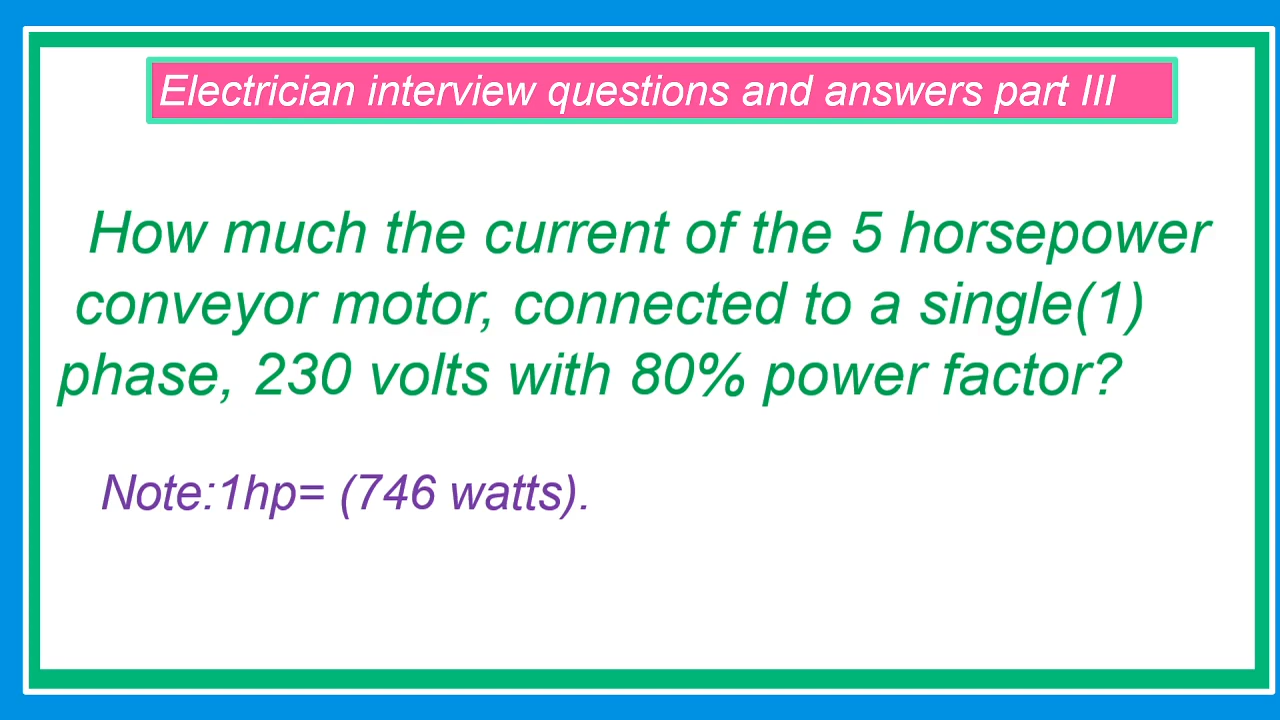 Electrician interview questions and answers part III
How much the current of the 5 horsepower
conveyor motor, connected to a single(1)
phase, 230 volts with 80% power factor?
Note:1hp= (746 watts).